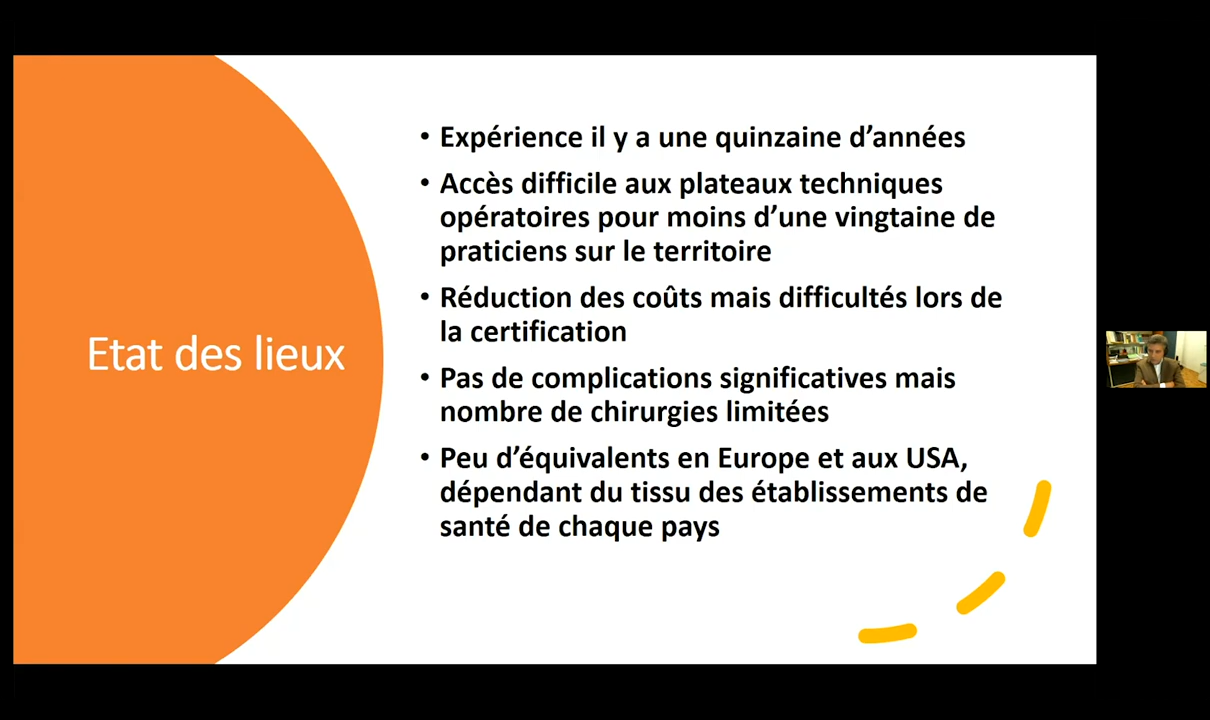 Etat des lieux
• Expérience il y a une quinzaine d’années
• Accès difficile aux plateaux techniques
opératoires pour moins d’une vingtaine de
praticiens sur le territoire
• Réduction des coûts mais difficultés lors de
la certification
• Pas de complications significatives mais
nombre de chirurgies limitées
• Peu d’équivalents en Europe et aux USA,
dépendant du tissu des établissements de
santé de chaque pays